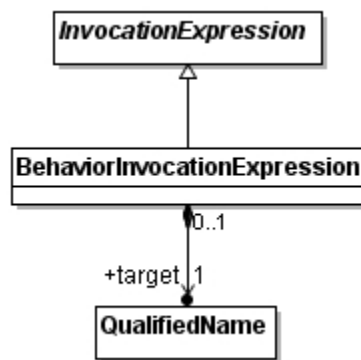 InvocationExpression
BehaviorInvocationExpression
0..1
+target 1
QualifiedName